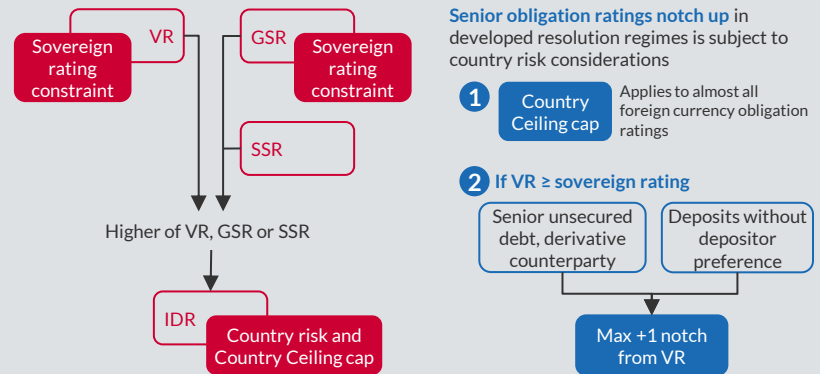 VR
Sovereign
rating
constraint
GSR
Sovereign
rating
constraint
SSR
Higher of VR, GSR or SSR
IDR
Country risk and
Country Ceiling cap
Senior obligation ratings notch up in
developed resolution regimes is subject to
country risk considerations
1
Country
Ceiling cap
Applies to almost all
foreign currency obligation
ratings
2 If VR ≥ sovereign rating
Senior unsecured
debt, derivative
counterparty
Deposits without
depositor
preference
Max +1 notch
from VR